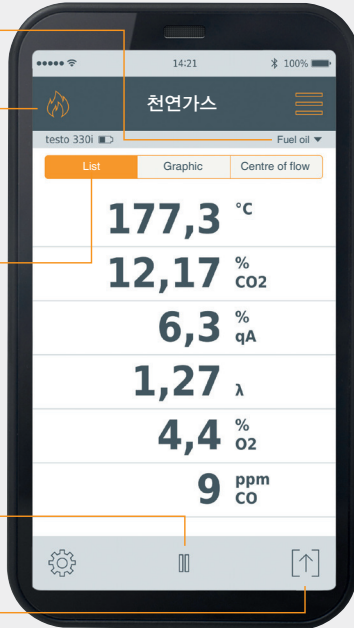 14:21 100%
천연가스
testo 330i Fuel oil
List Graphic Centre of flow
177,3 °C
12,17 % CO2
6,3 % qA
1,27 λ
4,4 % O2
9 ppm CO